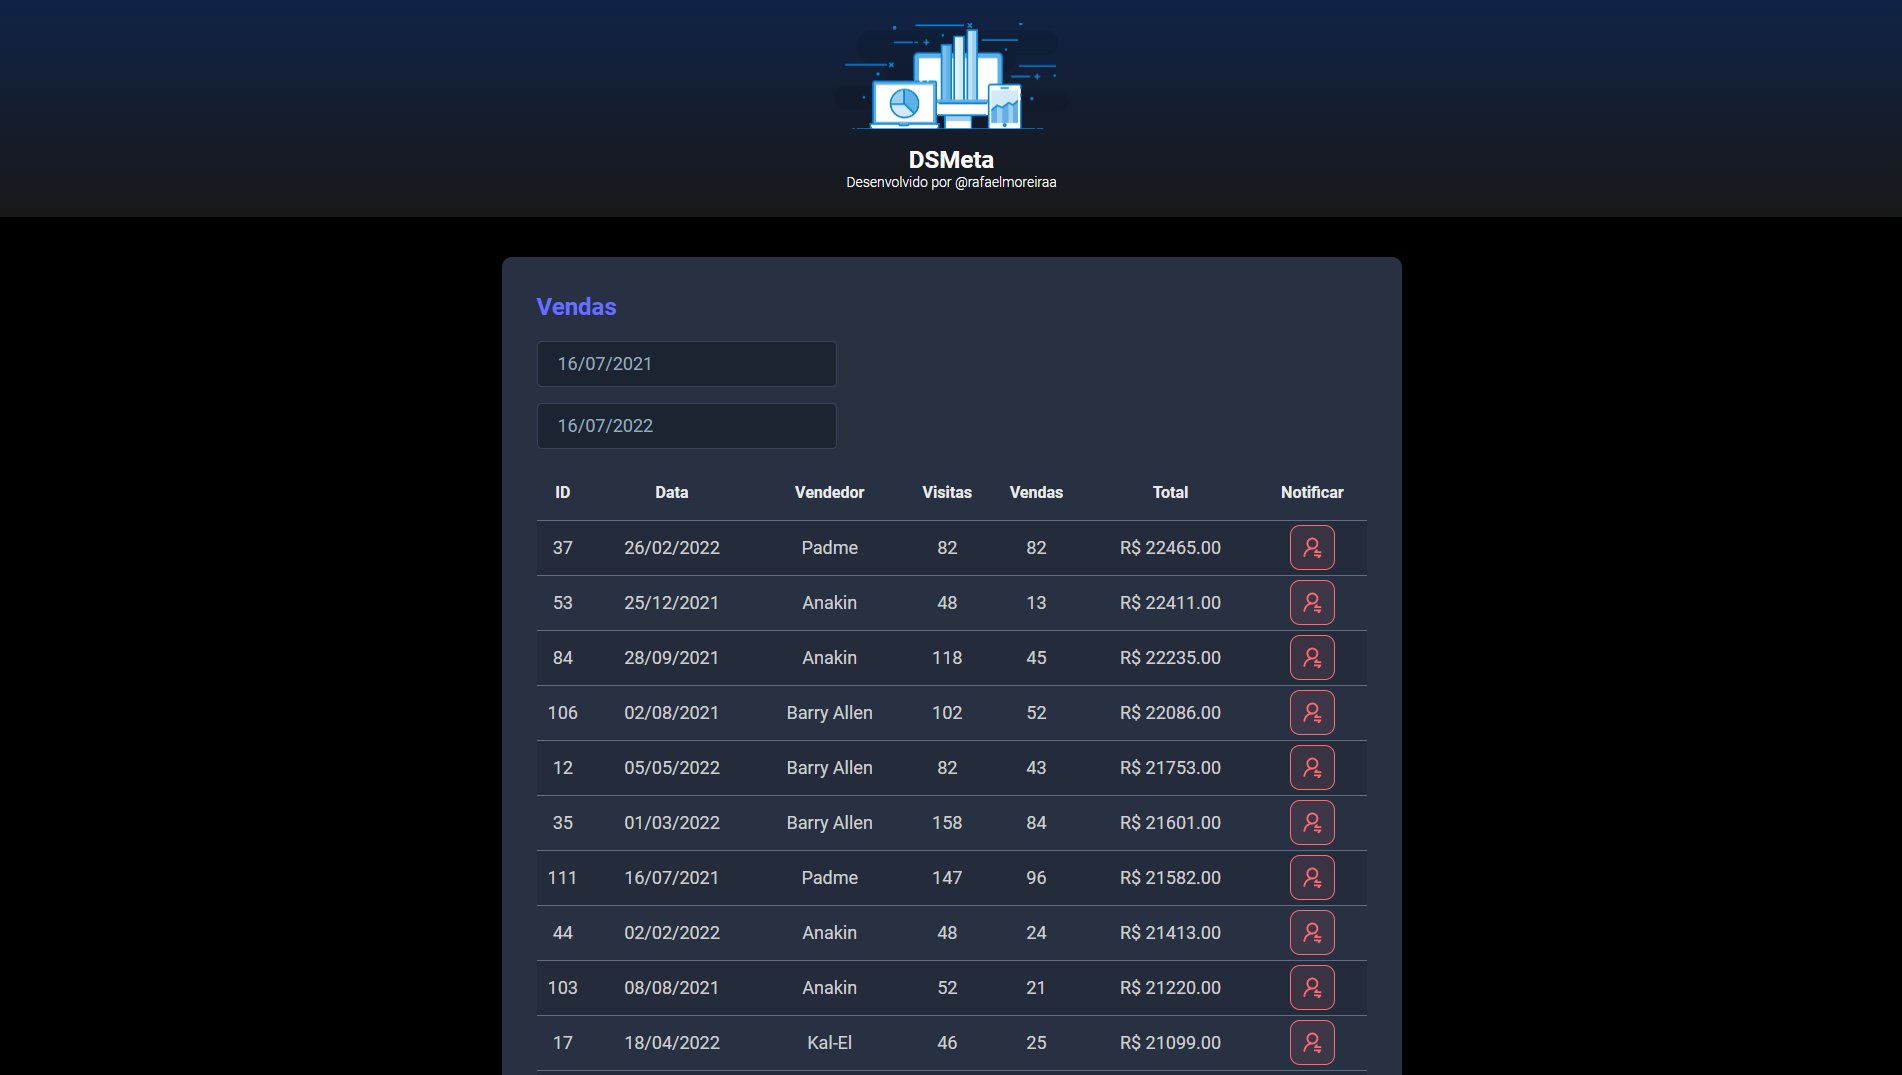 DSMeta
Desenvolvido por @rafaelmoreiraa
Vendas
16/07/2021
16/07/2022
ID Data Vendedor Visitas Vendas Total Notificar
37 26/02/2022 Padme 82 82 R$ 22465.00
53 25/12/2021 Anakin 48 13 R$ 22411.00
84 28/09/2021 Anakin 118 45 R$ 22235.00
106 02/08/2021 Barry Allen 102 52 R$ 22086.00
12 05/05/2022 Barry Allen 82 43 R$ 21753.00
35 01/03/2022 Barry Allen 158 84 R$ 21601.00
111 16/07/2021 Padme 147 96 R$ 21582.00
44 02/02/2022 Anakin 48 24 R$ 21413.00
103 08/08/2021 Anakin 52 21 R$ 21220.00
17 18/04/2022 Kal-El 46 25 R$ 21099.00